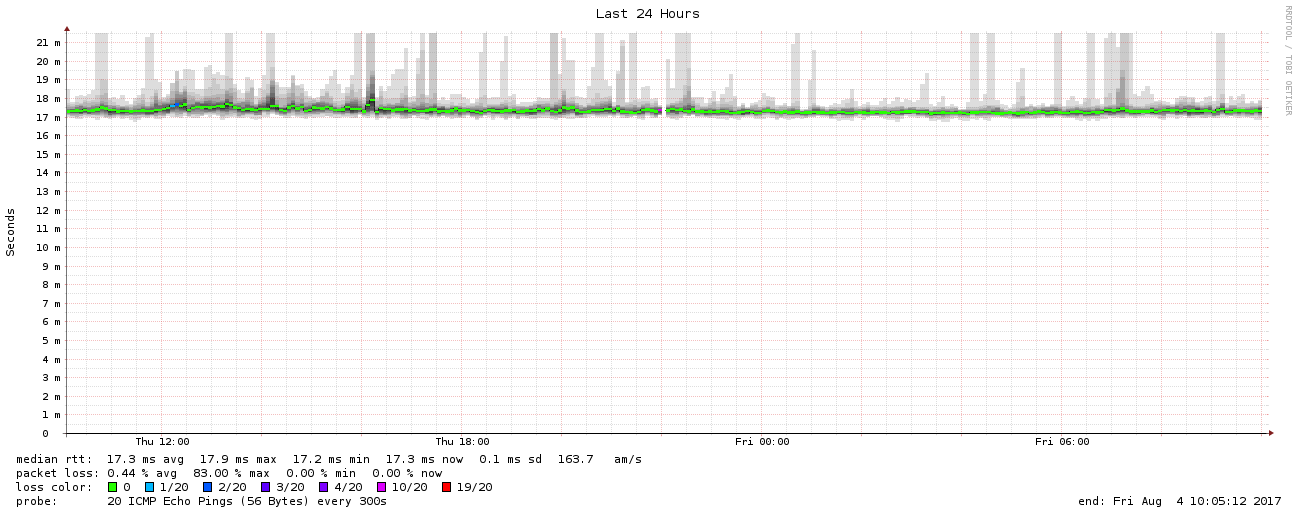 Last 24 Hours
RRDTOOL / TOBI OETIKER
Seconds
21 m
20 m
19 m
18 m
17 m
16 m
15 m
14 m
13 m
12 m
11 m
10 m
9 m
8 m
7 m
6 m
5 m
4 m
3 m
2 m
1 m
0
Thu 12:00 Thu 18:00 Fri 00:00 Fri 06:00
median rtt: 17.3 ms avg 17.9 ms max 17.2 ms min 17.3 ms now 0.1 ms sd 163.7 am/s
packet loss: 0.44 % avg 83.00 % max 0.00 % min 0.00 % now
loss color: 0 1/20 2/20 3/20 4/20 10/20 19/20
probe: 20 ICMP Echo Pings (56 Bytes) every 300s end: Fri Aug 4 10:05:12 2017